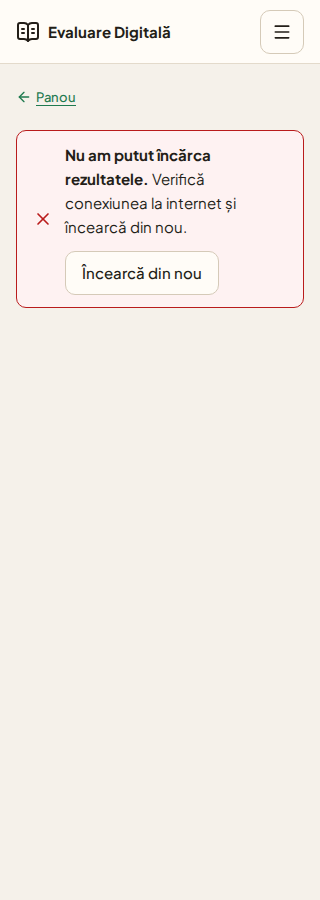 Evaluare Digitală
Panou
Nu am putut încărca
rezultatele. Verifică
conexiunea la internet și
încearcă din nou.
Încearcă din nou